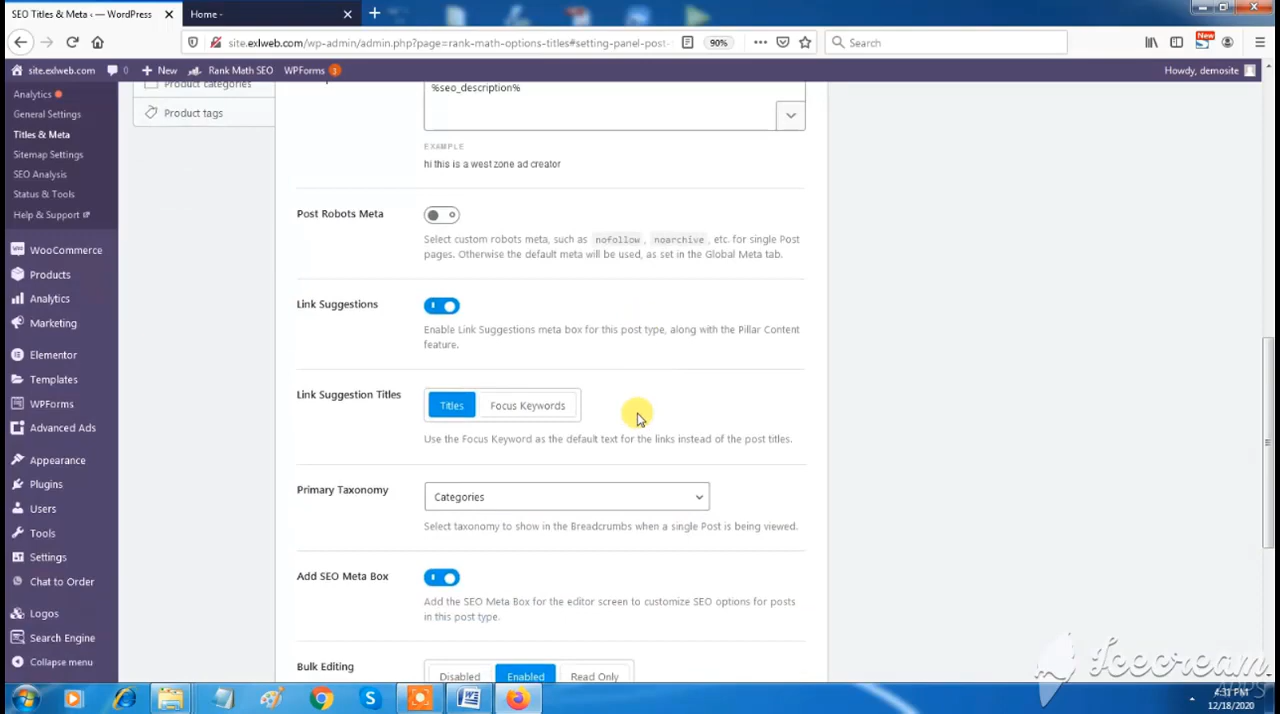 SEO Titles & Meta ‹ — WordPress
Home -
site.exlweb.com/wp-admin/admin.php?page=rank-math-options-titles#setting-panel-post-
90%
Search
New
site.exlweb.com
0
New
Rank Math SEO
WPForms
1
Howdy, demosite
Analytics
General Settings
Titles & Meta
Sitemap Settings
SEO Analysis
Status & Tools
Help & Support
WooCommerce
Products
Analytics
Marketing
Elementor
Templates
WPForms
Advanced Ads
Appearance
Plugins
Users
Tools
Settings
Chat to Order
Logos
Search Engine
Collapse menu
Product categories
Product tags
%seo_description%
EXAMPLE
hi this is a west zone ad creator
Post Robots Meta
Select custom robots meta, such as nofollow, noarchive, etc. for single Post
pages. Otherwise the default meta will be used, as set in the Global Meta tab.
Link Suggestions
Enable Link Suggestions meta box for this post type, along with the Pillar Content
feature.
Link Suggestion Titles
Titles
Focus Keywords
Use the Focus Keyword as the default text for the links instead of the post titles.
Primary Taxonomy
Categories
Select taxonomy to show in the Breadcrumbs when a single Post is being viewed.
Add SEO Meta Box
Add the SEO Meta Box for the editor screen to customize SEO options for posts
in this post type.
Bulk Editing
Disabled
Enabled
Read Only
Icecream
APPS
4:31 PM
12/18/2020